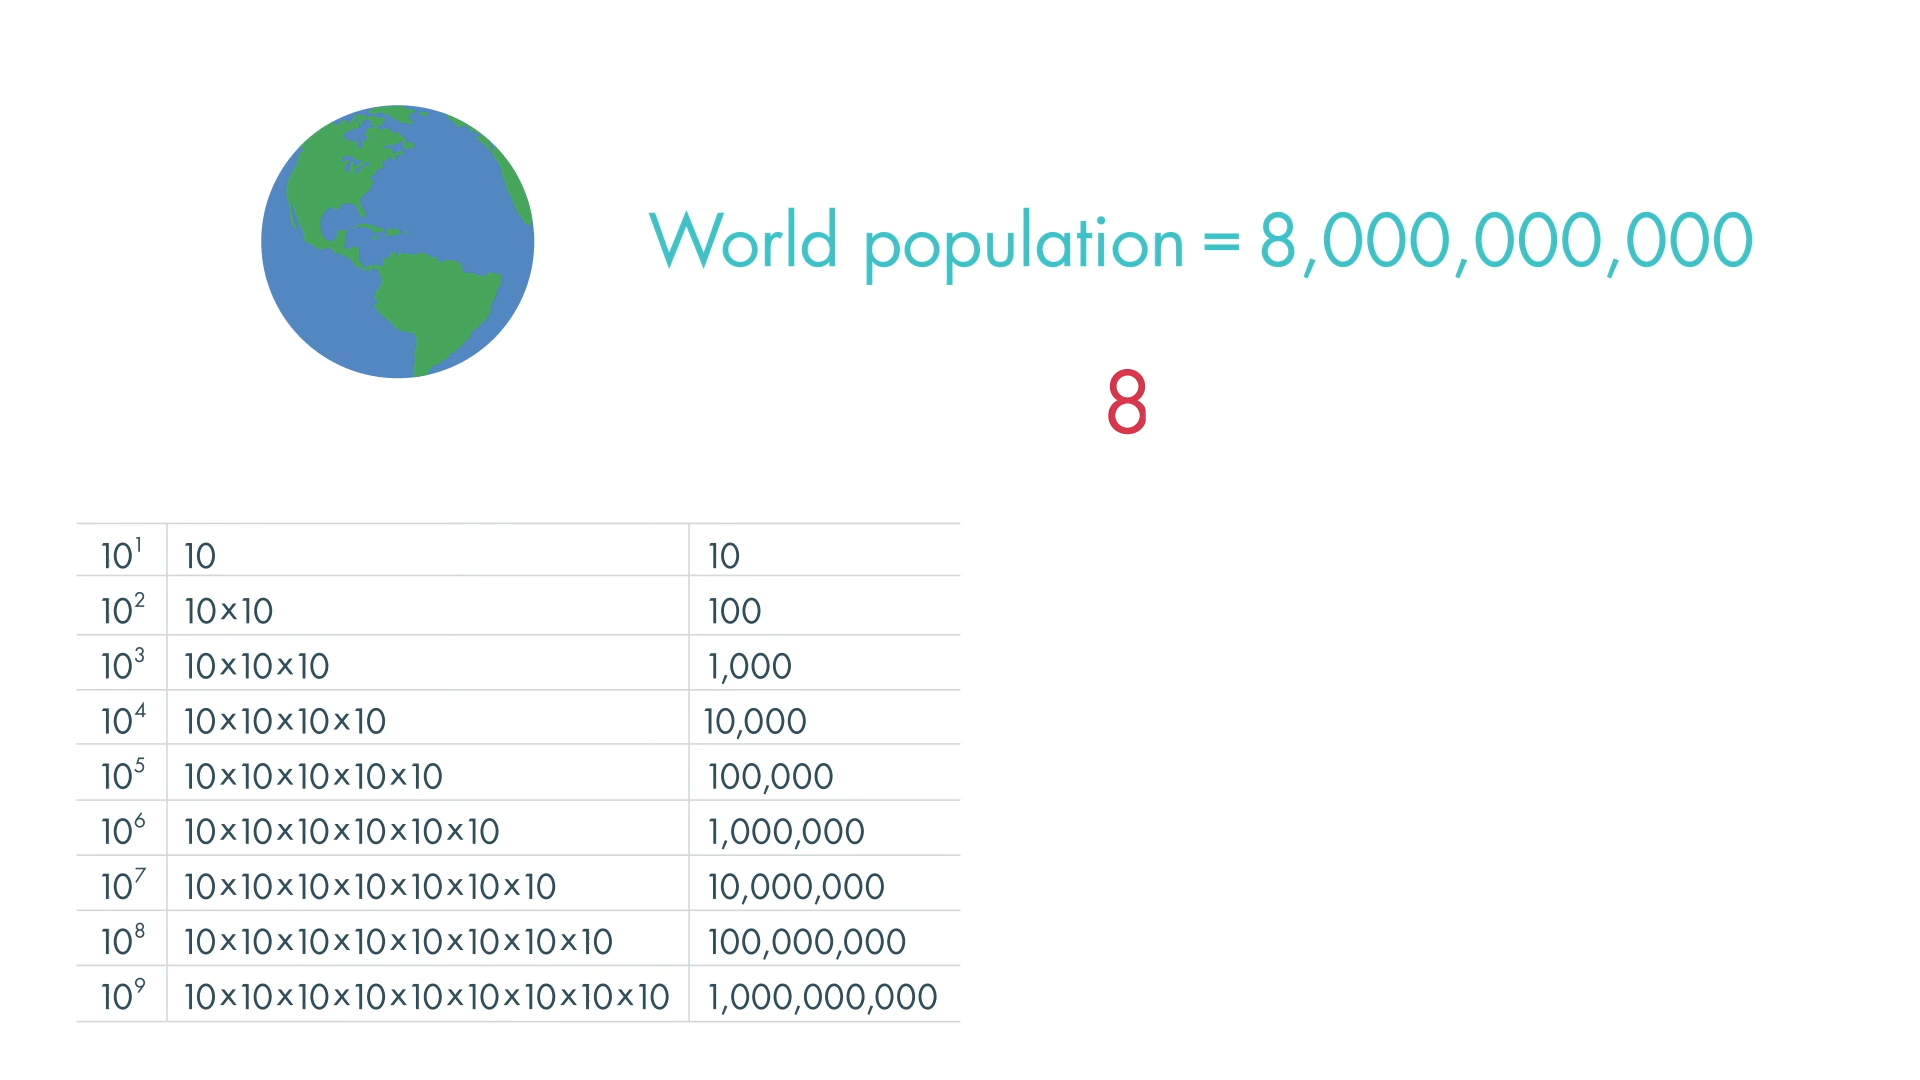 World population = 8,000,000,000
8
10¹ 10 10
10² 10×10 100
10³ 10×10×10 1,000
10⁴ 10×10×10×10 10,000
10⁵ 10×10×10×10×10 100,000
10⁶ 10×10×10×10×10×10 1,000,000
10⁷ 10×10×10×10×10×10×10 10,000,000
10⁸ 10×10×10×10×10×10×10×10 100,000,000
10⁹ 10×10×10×10×10×10×10×10×10 1,000,000,000